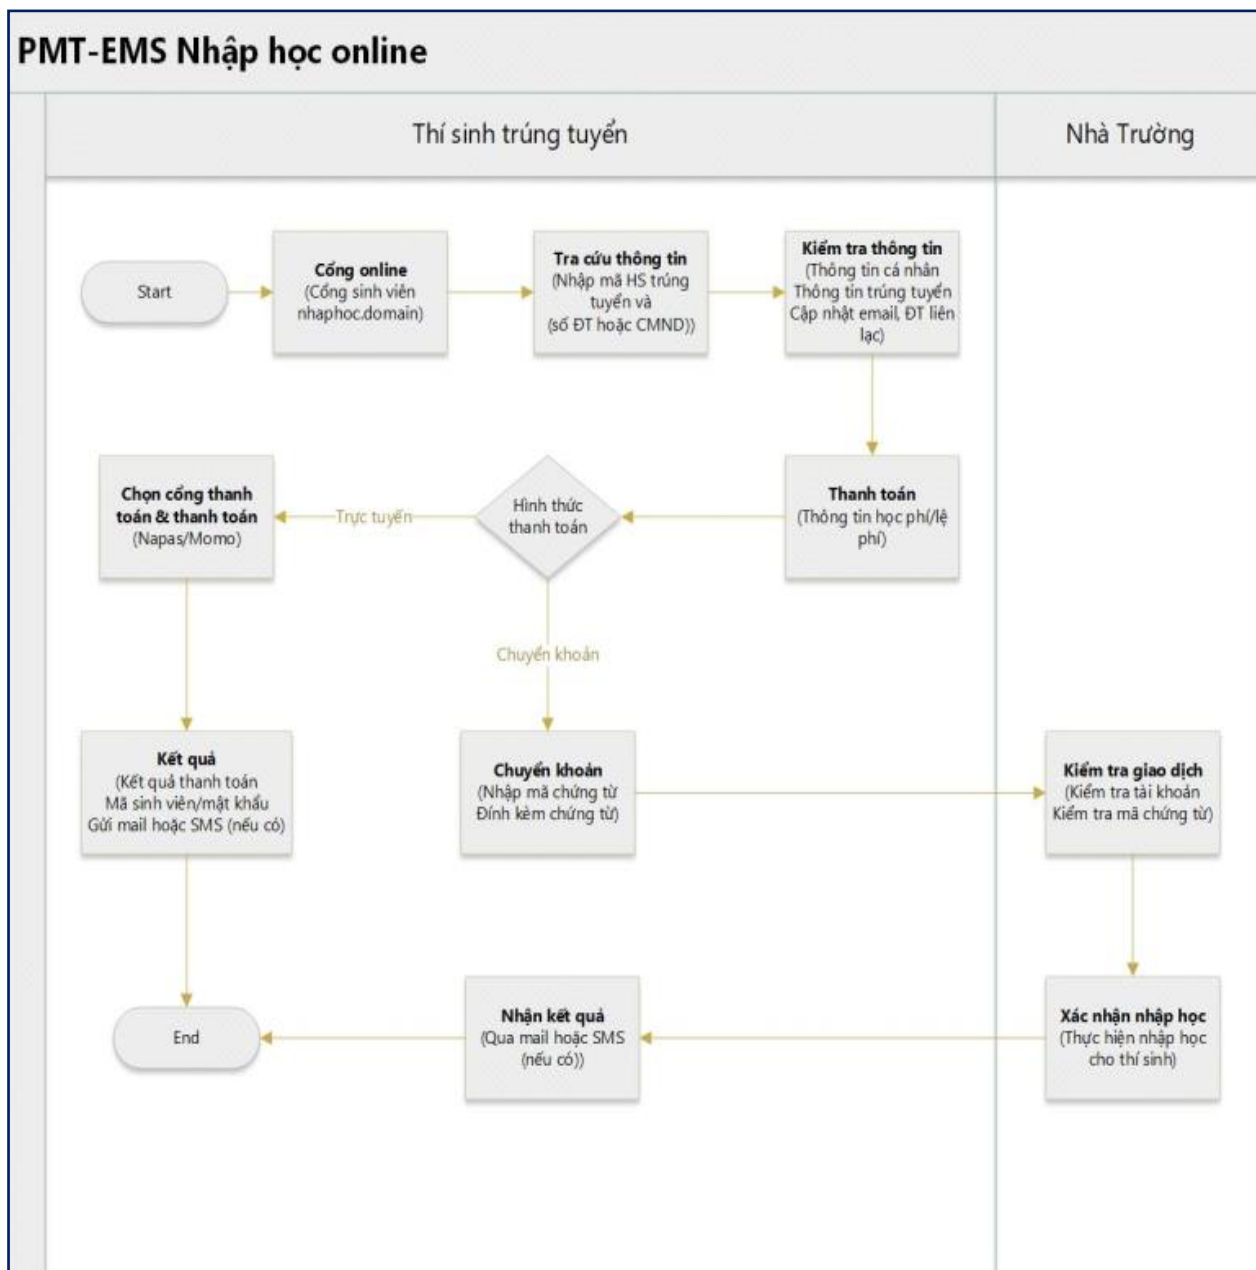 PMT-EMS Nhập học online
Thí sinh trúng tuyển
Nhà Trường
Start
Cổng online
(Cổng sinh viên
nhaphoc.domain)
Tra cứu thông tin
(Nhập mã HS trúng
tuyển và
(số ĐT hoặc CMND))
Kiểm tra thông tin
(Thông tin cá nhân
Thông tin trúng tuyển
Cập nhật email, ĐT liên
lạc)
Chọn cổng thanh
toán & thanh toán
(Napas/Momo)
Trực tuyến
Hình thức
thanh toán
Thanh toán
(Thông tin học phí/lệ
phí)
Chuyển khoản
Kết quả
(Kết quả thanh toán
Mã sinh viên/mật khẩu
Gửi mail hoặc SMS (nếu có)
Chuyển khoản
(Nhập mã chứng từ
Đính kèm chứng từ)
Kiểm tra giao dịch
(Kiểm tra tài khoản
Kiểm tra mã chứng từ)
End
Nhận kết quả
(Qua mail hoặc SMS
(nếu có))
Xác nhận nhập học
(Thực hiện nhập học
cho thí sinh)